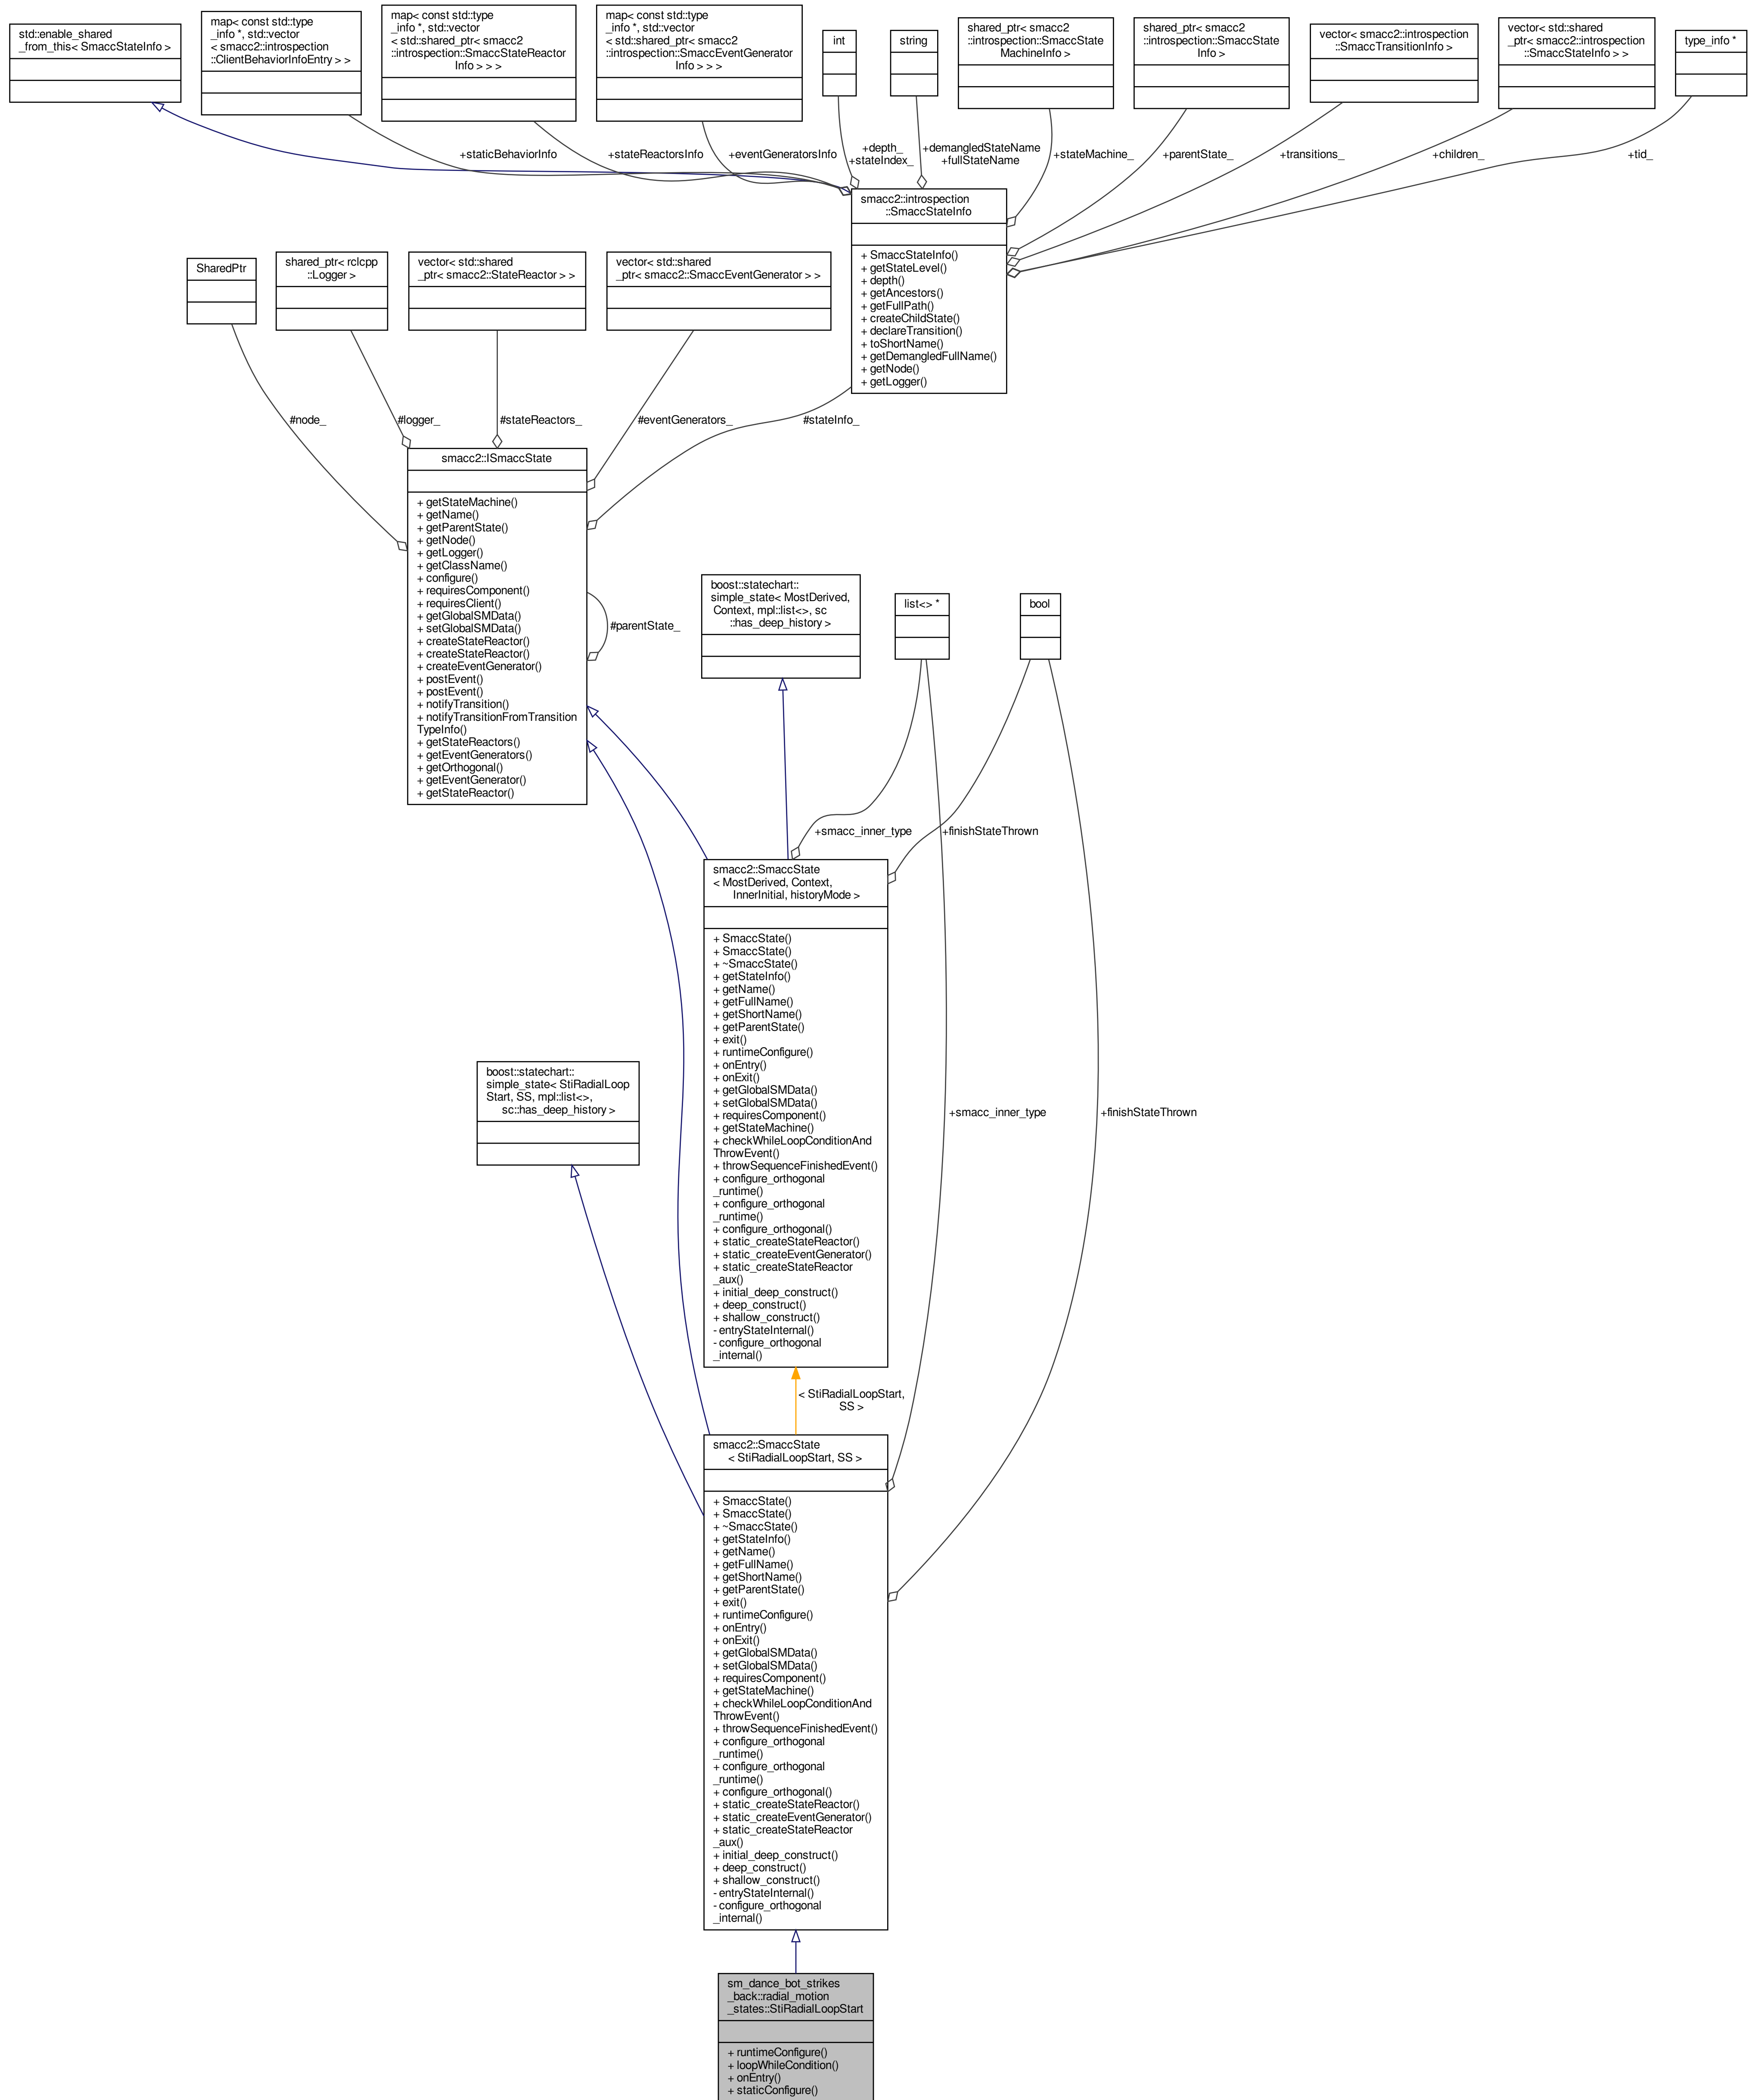 std::enable_shared
_from_this< SmaccStateInfo >
map< const std::type
_info *, std::vector
< smacc2::introspection
::ClientBehaviorInfoEntry > >
map< const std::type
_info *, std::vector
< std::shared_ptr< smacc2
::introspection::SmaccStateReactor
Info > > >
map< const std::type
_info *, std::vector
< std::shared_ptr< smacc2
::introspection::SmaccEventGenerator
Info > > >
int
string
shared_ptr< smacc2
::introspection::SmaccState
MachineInfo >
shared_ptr< smacc2
::introspection::SmaccState
Info >
vector< smacc2::introspection
::SmaccTransitionInfo >
vector< std::shared
_ptr< smacc2::introspection
::SmaccStateInfo > >
type_info *
+staticBehaviorInfo
+stateReactorsInfo
+eventGeneratorsInfo
+depth_
+stateIndex_
+demangledStateName
+fullStateName
+stateMachine_
+parentState_
+transitions_
+children_
+tid_
smacc2::introspection
::SmaccStateInfo
+ SmaccStateInfo()
+ getStateLevel()
+ depth()
+ getAncestors()
+ getFullPath()
+ createChildState()
+ declareTransition()
+ toShortName()
+ getDemangledFullName()
+ getNode()
+ getLogger()
SharedPtr
shared_ptr< rclcpp
::Logger >
vector< std::shared
_ptr< smacc2::StateReactor > >
vector< std::shared
_ptr< smacc2::SmaccEventGenerator > >
#node_
#logger_
#stateReactors_
#eventGenerators_
#stateInfo_
smacc2::ISmaccState
+ getStateMachine()
+ getName()
+ getParentState()
+ getNode()
+ getLogger()
+ getClassName()
+ configure()
+ requiresComponent()
+ requiresClient()
+ getGlobalSMData()
+ setGlobalSMData()
+ createStateReactor()
+ createStateReactor()
+ createEventGenerator()
+ postEvent()
+ postEvent()
+ notifyTransition()
+ notifyTransitionFromTransition
TypeInfo()
+ getStateReactors()
+ getEventGenerators()
+ getOrthogonal()
+ getEventGenerator()
+ getStateReactor()
#parentState_
boost::statechart::
simple_state< MostDerived,
Context, mpl::list<>, sc
::has_deep_history >
list<> *
bool
+smacc_inner_type
+finishStateThrown
smacc2::SmaccState
< MostDerived, Context,
InnerInitial, historyMode >
+ SmaccState()
+ SmaccState()
+ ~SmaccState()
+ getStateInfo()
+ getName()
+ getFullName()
+ getShortName()
+ getParentState()
+ exit()
+ runtimeConfigure()
+ onEntry()
+ onExit()
+ getGlobalSMData()
+ setGlobalSMData()
+ requiresComponent()
+ getStateMachine()
+ checkWhileLoopConditionAnd
ThrowEvent()
+ throwSequenceFinishedEvent()
+ configure_orthogonal
_runtime()
+ configure_orthogonal
_runtime()
+ configure_orthogonal()
+ static_createStateReactor()
+ static_createEventGenerator()
+ static_createStateReactor
_aux()
+ initial_deep_construct()
+ deep_construct()
+ shallow_construct()
- entryStateInternal()
- configure_orthogonal
_internal()
boost::statechart::
simple_state< StiRadialLoop
Start, SS, mpl::list<>,
sc::has_deep_history >
+smacc_inner_type
+finishStateThrown
< StiRadialLoopStart,
SS >
smacc2::SmaccState
< StiRadialLoopStart, SS >
+ SmaccState()
+ SmaccState()
+ ~SmaccState()
+ getStateInfo()
+ getName()
+ getFullName()
+ getShortName()
+ getParentState()
+ exit()
+ runtimeConfigure()
+ onEntry()
+ onExit()
+ getGlobalSMData()
+ setGlobalSMData()
+ requiresComponent()
+ getStateMachine()
+ checkWhileLoopConditionAnd
ThrowEvent()
+ throwSequenceFinishedEvent()
+ configure_orthogonal
_runtime()
+ configure_orthogonal
_runtime()
+ configure_orthogonal()
+ static_createStateReactor()
+ static_createEventGenerator()
+ static_createStateReactor
_aux()
+ initial_deep_construct()
+ deep_construct()
+ shallow_construct()
- entryStateInternal()
- configure_orthogonal
_internal()
sm_dance_bot_strikes
_back::radial_motion
_states::StiRadialLoopStart
+ runtimeConfigure()
+ loopWhileCondition()
+ onEntry()
+ staticConfigure()